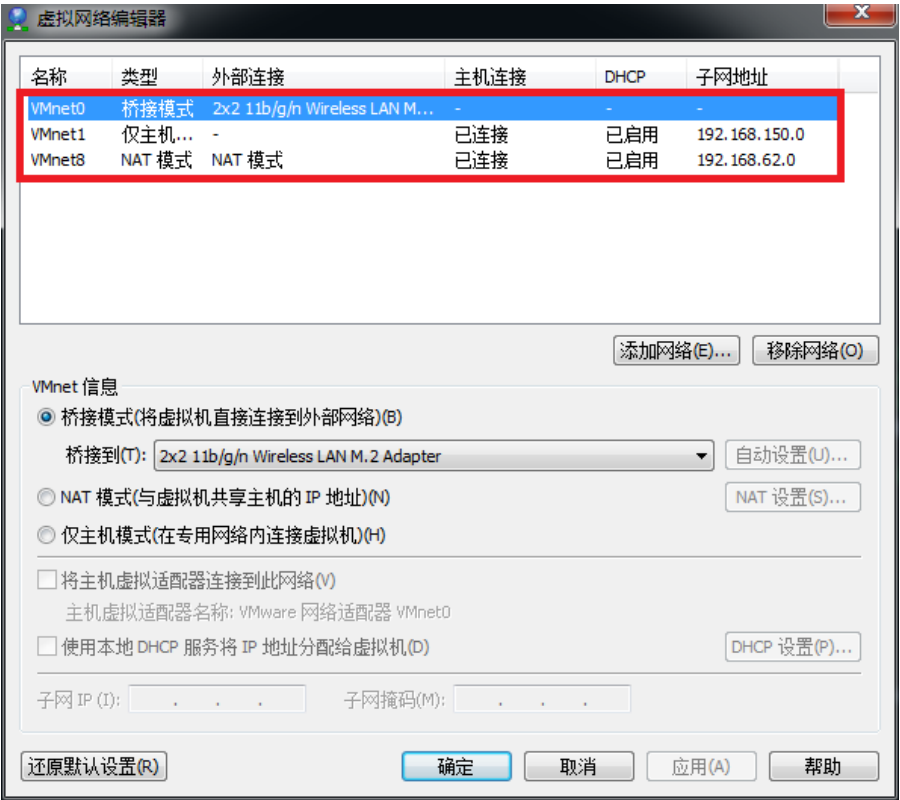 虚拟网络编辑器
名称 类型 外部连接 主机连接 DHCP 子网地址
VMnet0 桥接模式 2x2 11b/g/n Wireless LAN M... - - -
VMnet1 仅主机... - 已连接 已启用 192.168.150.0
VMnet8 NAT 模式 NAT 模式 已连接 已启用 192.168.62.0
添加网络(E)... 移除网络(O)
VMnet 信息
桥接模式(将虚拟机直接连接到外部网络)(B)
桥接到(T): 2x2 11b/g/n Wireless LAN M.2 Adapter 自动设置(U)...
NAT 模式(与虚拟机共享主机的 IP 地址)(N) NAT 设置(S)...
仅主机模式(在专用网络内连接虚拟机)(H)
将主机虚拟适配器连接到此网络(V)
主机虚拟适配器名称: VMware 网络适配器 VMnet0
使用本地 DHCP 服务将 IP 地址分配给虚拟机(D) DHCP 设置(P)...
子网 IP (I): . . . 子网掩码(M): . . .
还原默认设置(R) 确定 取消 应用(A) 帮助